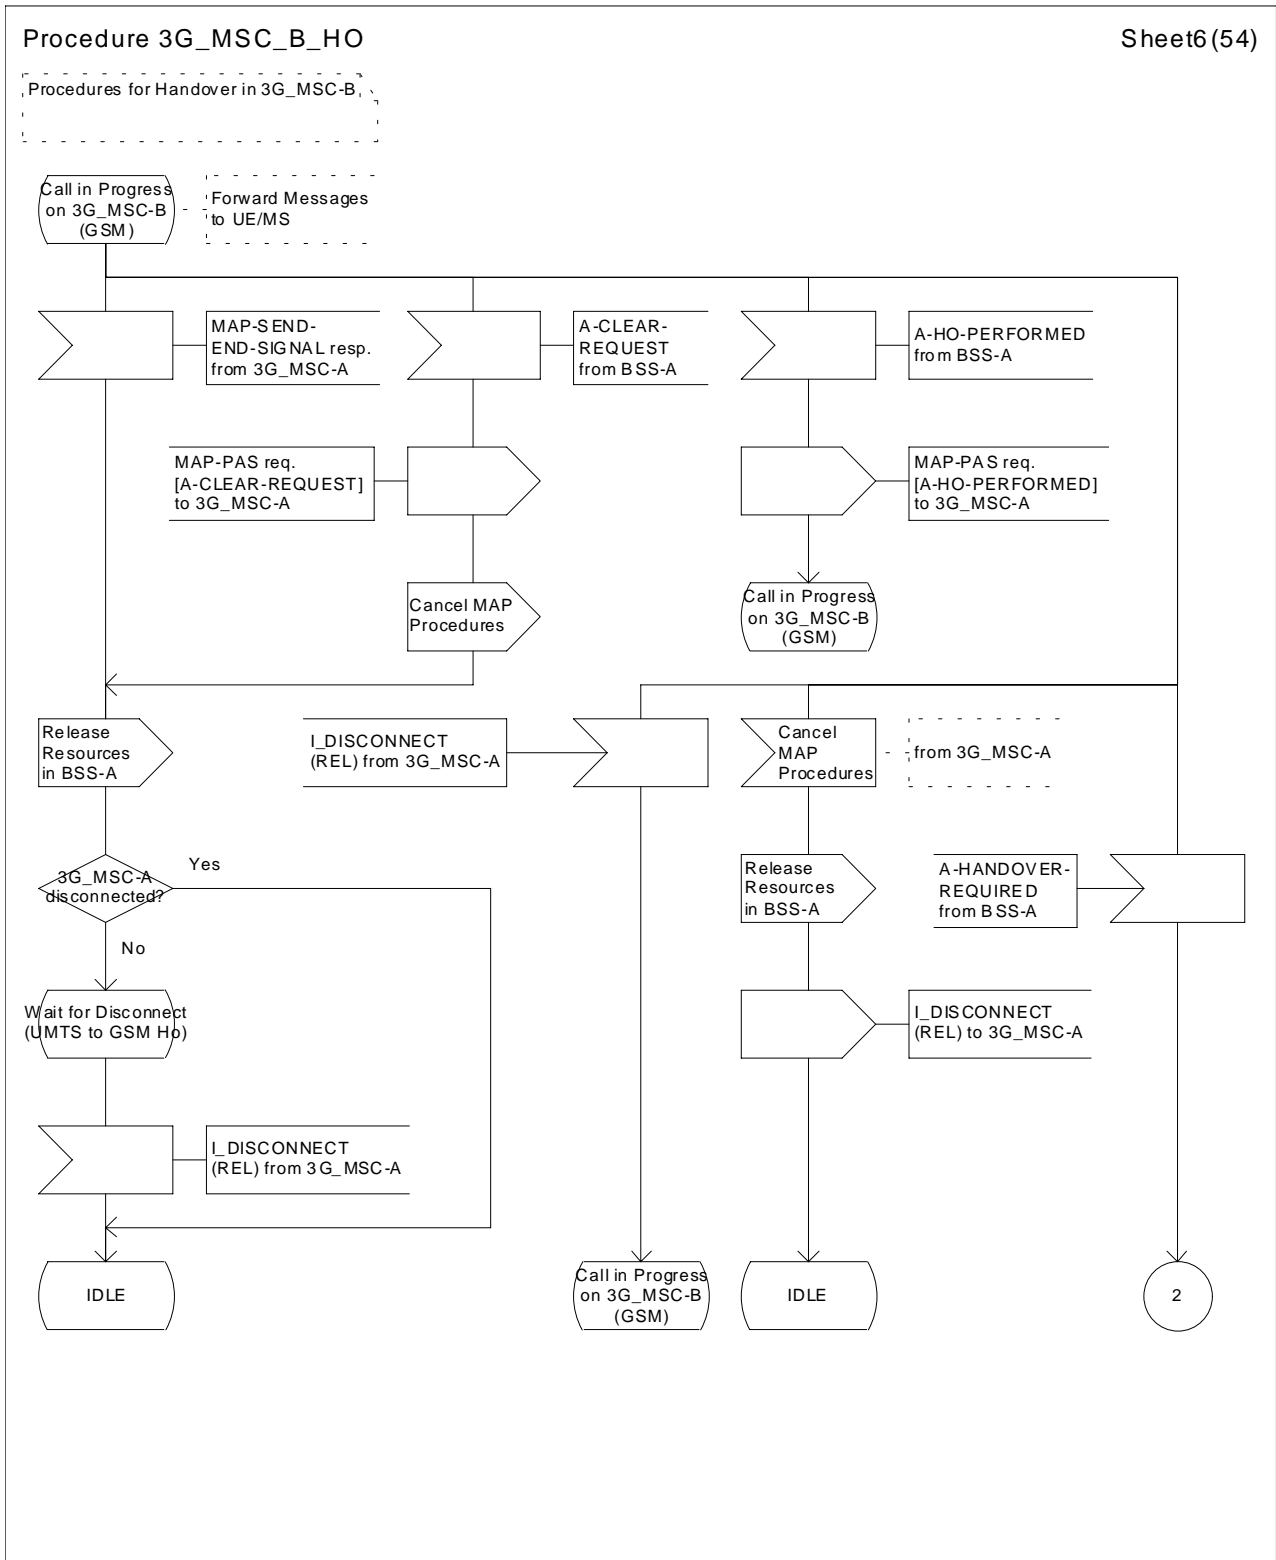 Procedure 3G_MSC_B_HO
Sheet6(54)
Procedures for Handover in 3G_MSC-B
Call in Progress
on 3G_MSC-B
(GSM)
Forward Messages
to UE/MS
MAP-SEND-
END-SIGNAL resp.
from 3G_MSC-A
A-CLEAR-
REQUEST
from BSS-A
A-HO-PERFORMED
from BSS-A
MAP-PAS req.
[A-CLEAR-REQUEST]
to 3G_MSC-A
MAP-PAS req.
[A-HO-PERFORMED]
to 3G_MSC-A
Cancel MAP
Procedures
Call in Progress
on 3G_MSC-B
(GSM)
Release
Resources
in BSS-A
I_DISCONNECT
(REL) from 3G_MSC-A
Cancel
MAP
Procedures
from 3G_MSC-A
3G_MSC-A
disconnected?
Yes
No
Release
Resources
in BSS-A
A-HANDOVER-
REQUIRED
from BSS-A
Wait for Disconnect
(UMTS to GSM Ho)
I_DISCONNECT
(REL) to 3G_MSC-A
I_DISCONNECT
(REL) from 3G_MSC-A
IDLE
Call in Progress
on 3G_MSC-B
(GSM)
IDLE
2